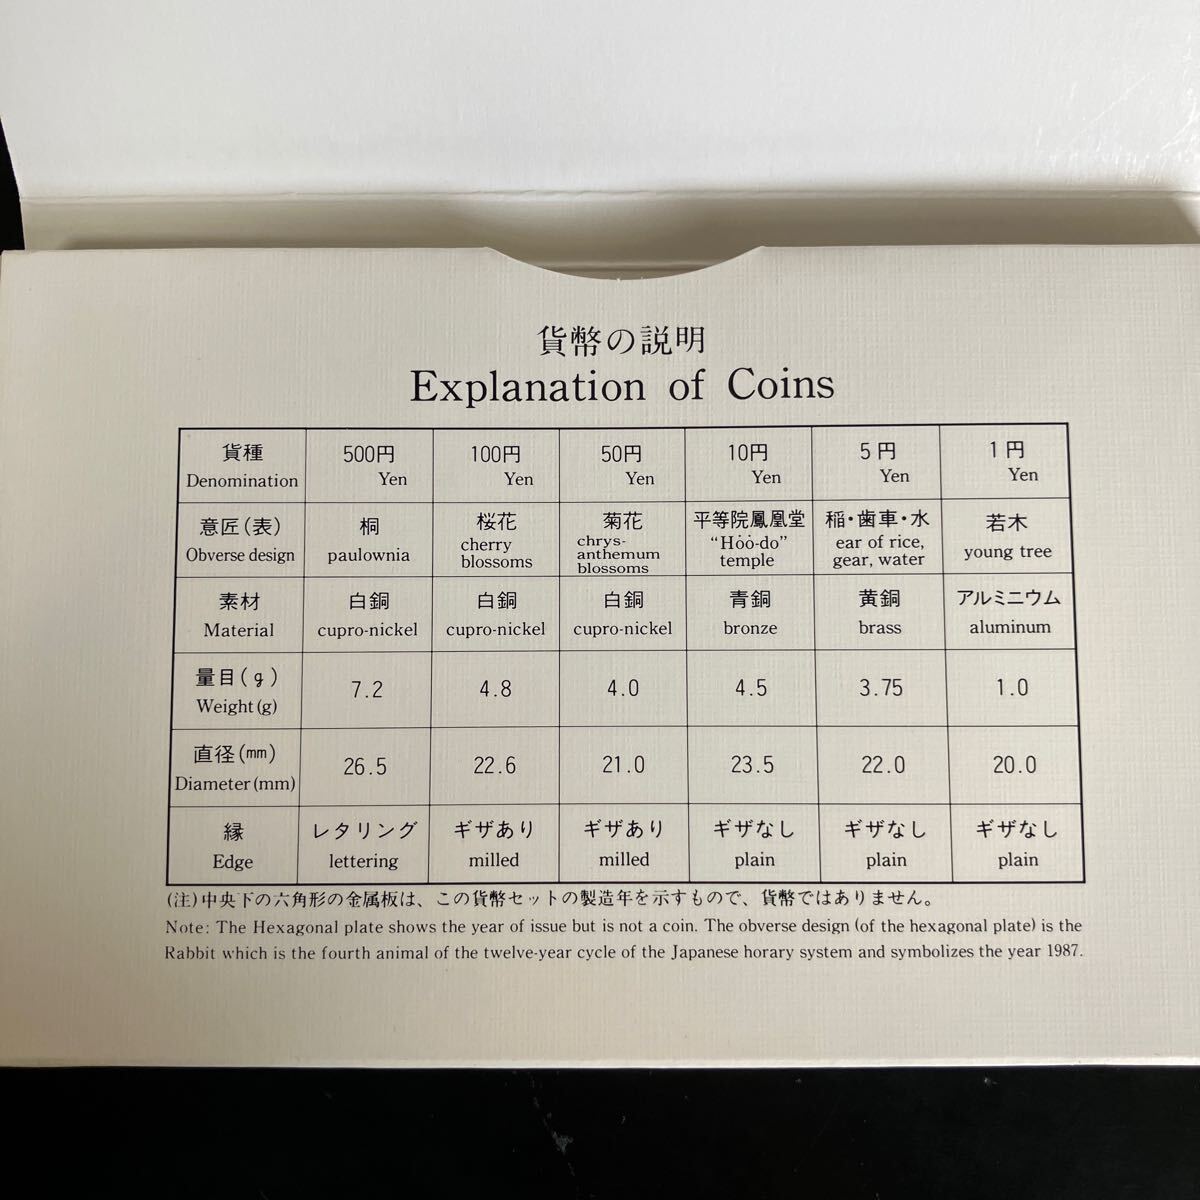 貨幣の説明
Explanation of Coins
貨種 500円 100円 50円 10円 5円 1円
Denomination Yen Yen Yen Yen Yen Yen
意匠(表) 桐 桜花 菊花 平等院鳳凰堂 稲・歯車・水 若木
Obverse design paulownia cherry blossoms chrys-anthemum blossoms "Hȯȯ-do" temple ear of rice, gear, water young tree
素材 白銅 白銅 白銅 青銅 黄銅 アルミニウム
Material cupro-nickel cupro-nickel cupro-nickel bronze brass aluminum
量目(g) 7.2 4.8 4.0 4.5 3.75 1.0
Weight(g)
直径(㎜) 26.5 22.6 21.0 23.5 22.0 20.0
Diameter(mm)
縁 レタリング ギザあり ギザあり ギザなし ギザなし ギザなし
Edge lettering milled milled plain plain plain
(注)中央下の六角形の金属板は、この貨幣セットの製造年を示すもので、貨幣ではありません。
Note: The Hexagonal plate shows the year of issue but is not a coin. The obverse design (of the hexagonal plate) is the
Rabbit which is the fourth animal of the twelve-year cycle of the Japanese horary system and symbolizes the year 1987.